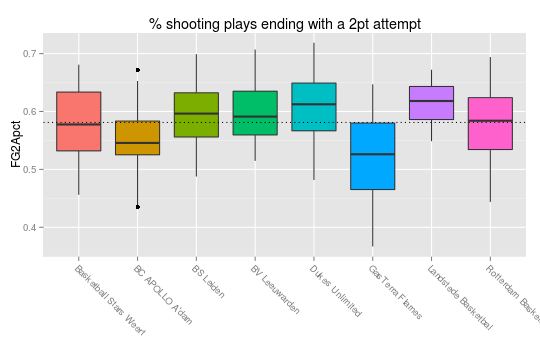 % shooting plays ending with a 2pt attempt
FG2Apct
0.7
0.6
0.5
0.4
Basketball Stars Weert
BC APOLLO A'dam
BS Leiden
BV Leeuwarden
Dukes Unlimited
GasTerra Flames
Landstede Basketbal
Rotterdam Baske